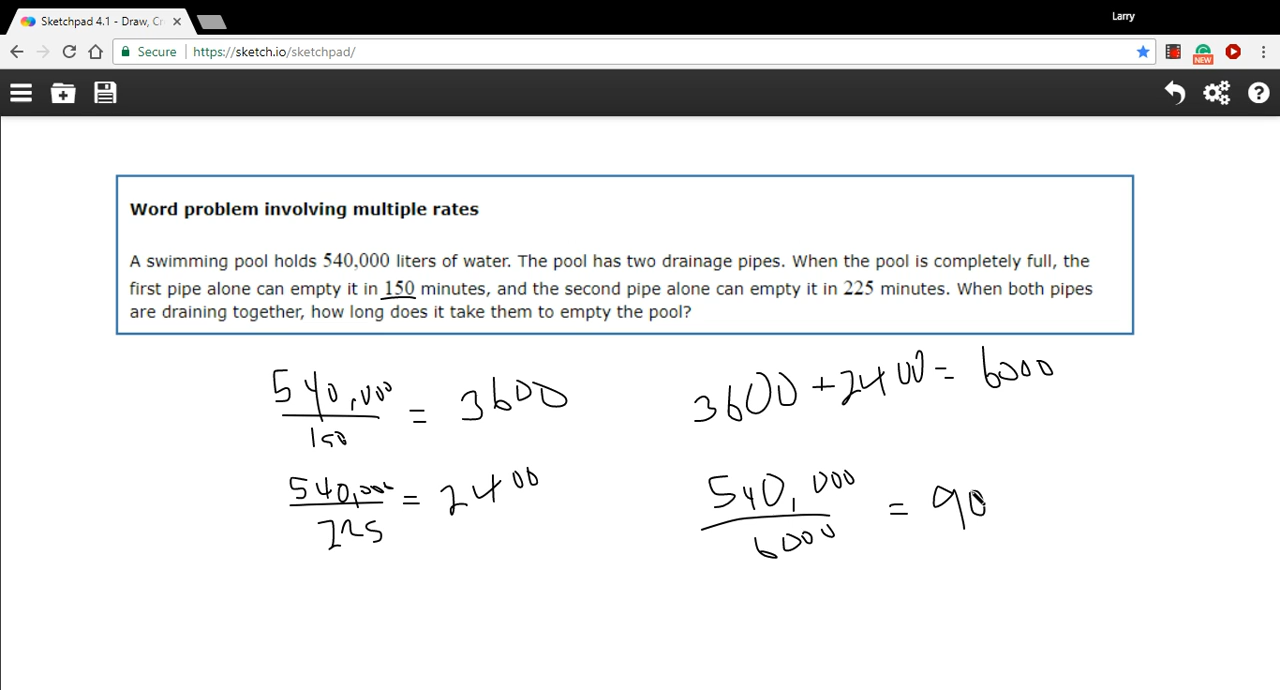 Larry
Sketchpad 4.1 - Draw, Cr
Secure https://sketch.io/sketchpad/
NEW
Word problem involving multiple rates
A swimming pool holds 540,000 liters of water. The pool has two drainage pipes. When the pool is completely full, the
first pipe alone can empty it in 150 minutes, and the second pipe alone can empty it in 225 minutes. When both pipes
are draining together, how long does it take them to empty the pool?
540,000
150
= 3600
3600 + 2400 = 6000
540,000
225
= 2400
540,000
6000
= 90